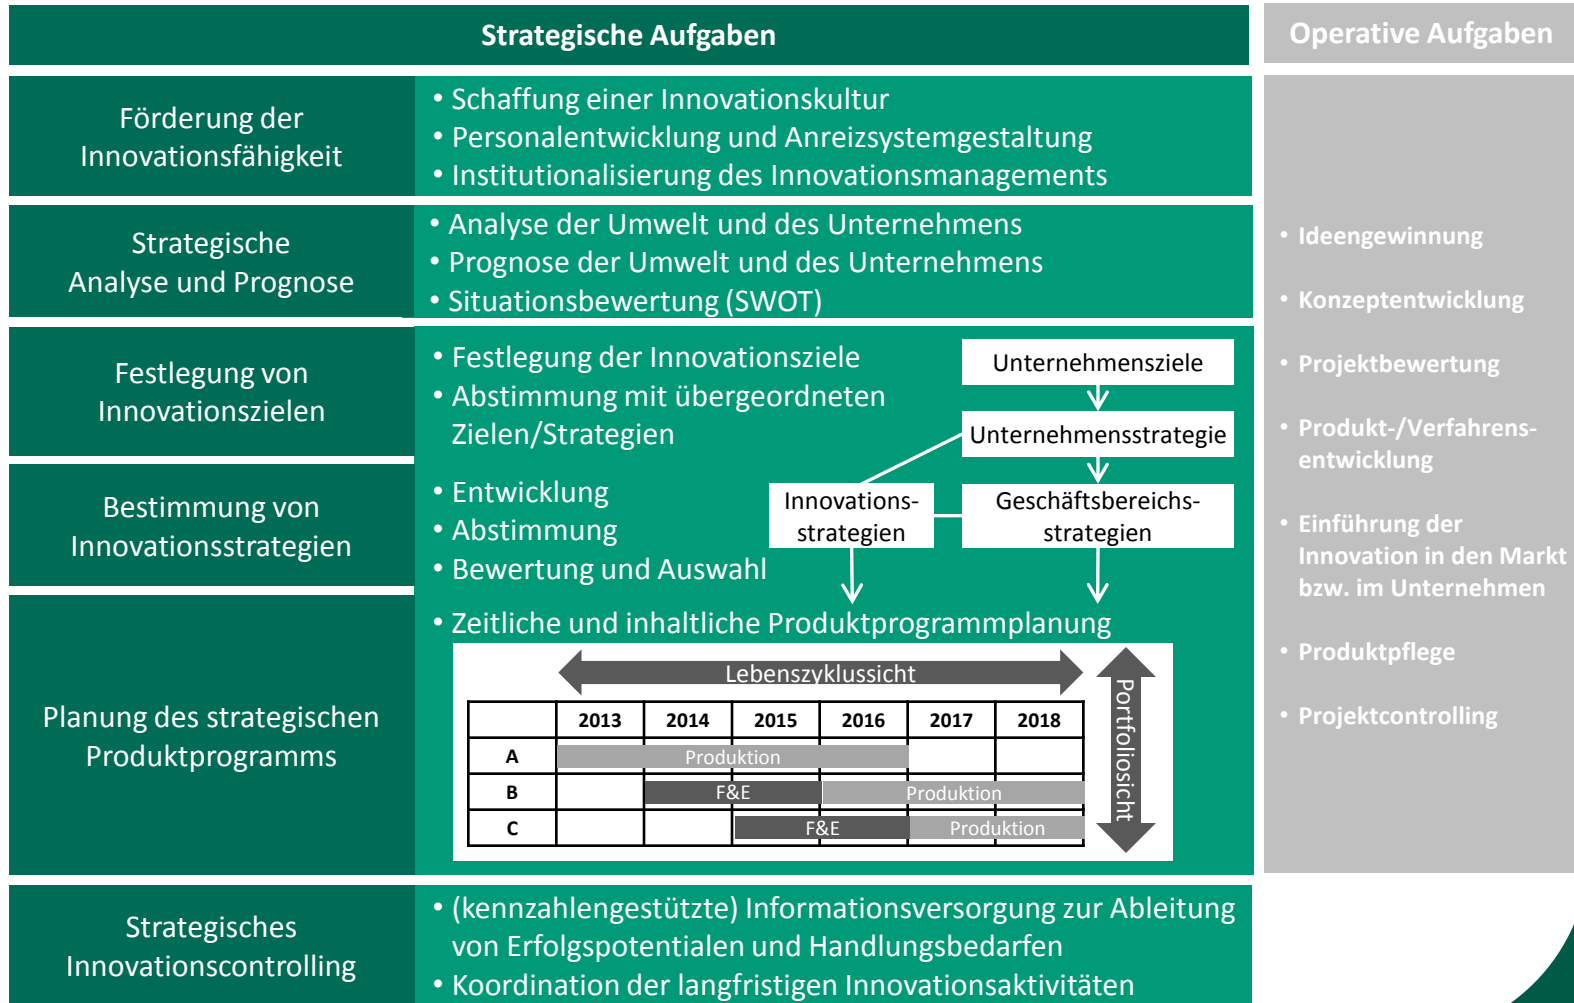 Strategische Aufgaben
Förderung der
Innovationsfähigkeit
• Schaffung einer Innovationskultur
• Personalentwicklung und Anreizsystemgestaltung
• Institutionalisierung des Innovationsmanagements
Strategische
Analyse und Prognose
• Analyse der Umwelt und des Unternehmens
• Prognose der Umwelt und des Unternehmens
• Situationsbewertung (SWOT)
Festlegung von
Innovationszielen
• Festlegung der Innovationsziele
• Abstimmung mit übergeordneten
Zielen/Strategien
Unternehmensziele
Unternehmensstrategie
Bestimmung von
Innovationsstrategien
• Entwicklung
• Abstimmung
• Bewertung und Auswahl
Innovations-
strategien
Geschäftsbereichs-
strategien
Planung des strategischen
Produktprogramms
• Zeitliche und inhaltliche Produktprogrammplanung
Lebenszyklussicht
2013 2014 2015 2016 2017 2018
A Produktion
B F&E Produktion
C F&E Produktion
Portfoliosicht
Strategisches
Innovationscontrolling
• (kennzahlengestützte) Informationsversorgung zur Ableitung
von Erfolgspotentialen und Handlungsbedarfen
• Koordination der langfristigen Innovationsaktivitäten
Operative Aufgaben
• Ideengewinnung
• Konzeptentwicklung
• Projektbewertung
• Produkt-/Verfahrens-
entwicklung
• Einführung der
Innovation in den Markt
bzw. im Unternehmen
• Produktpflege
• Projektcontrolling